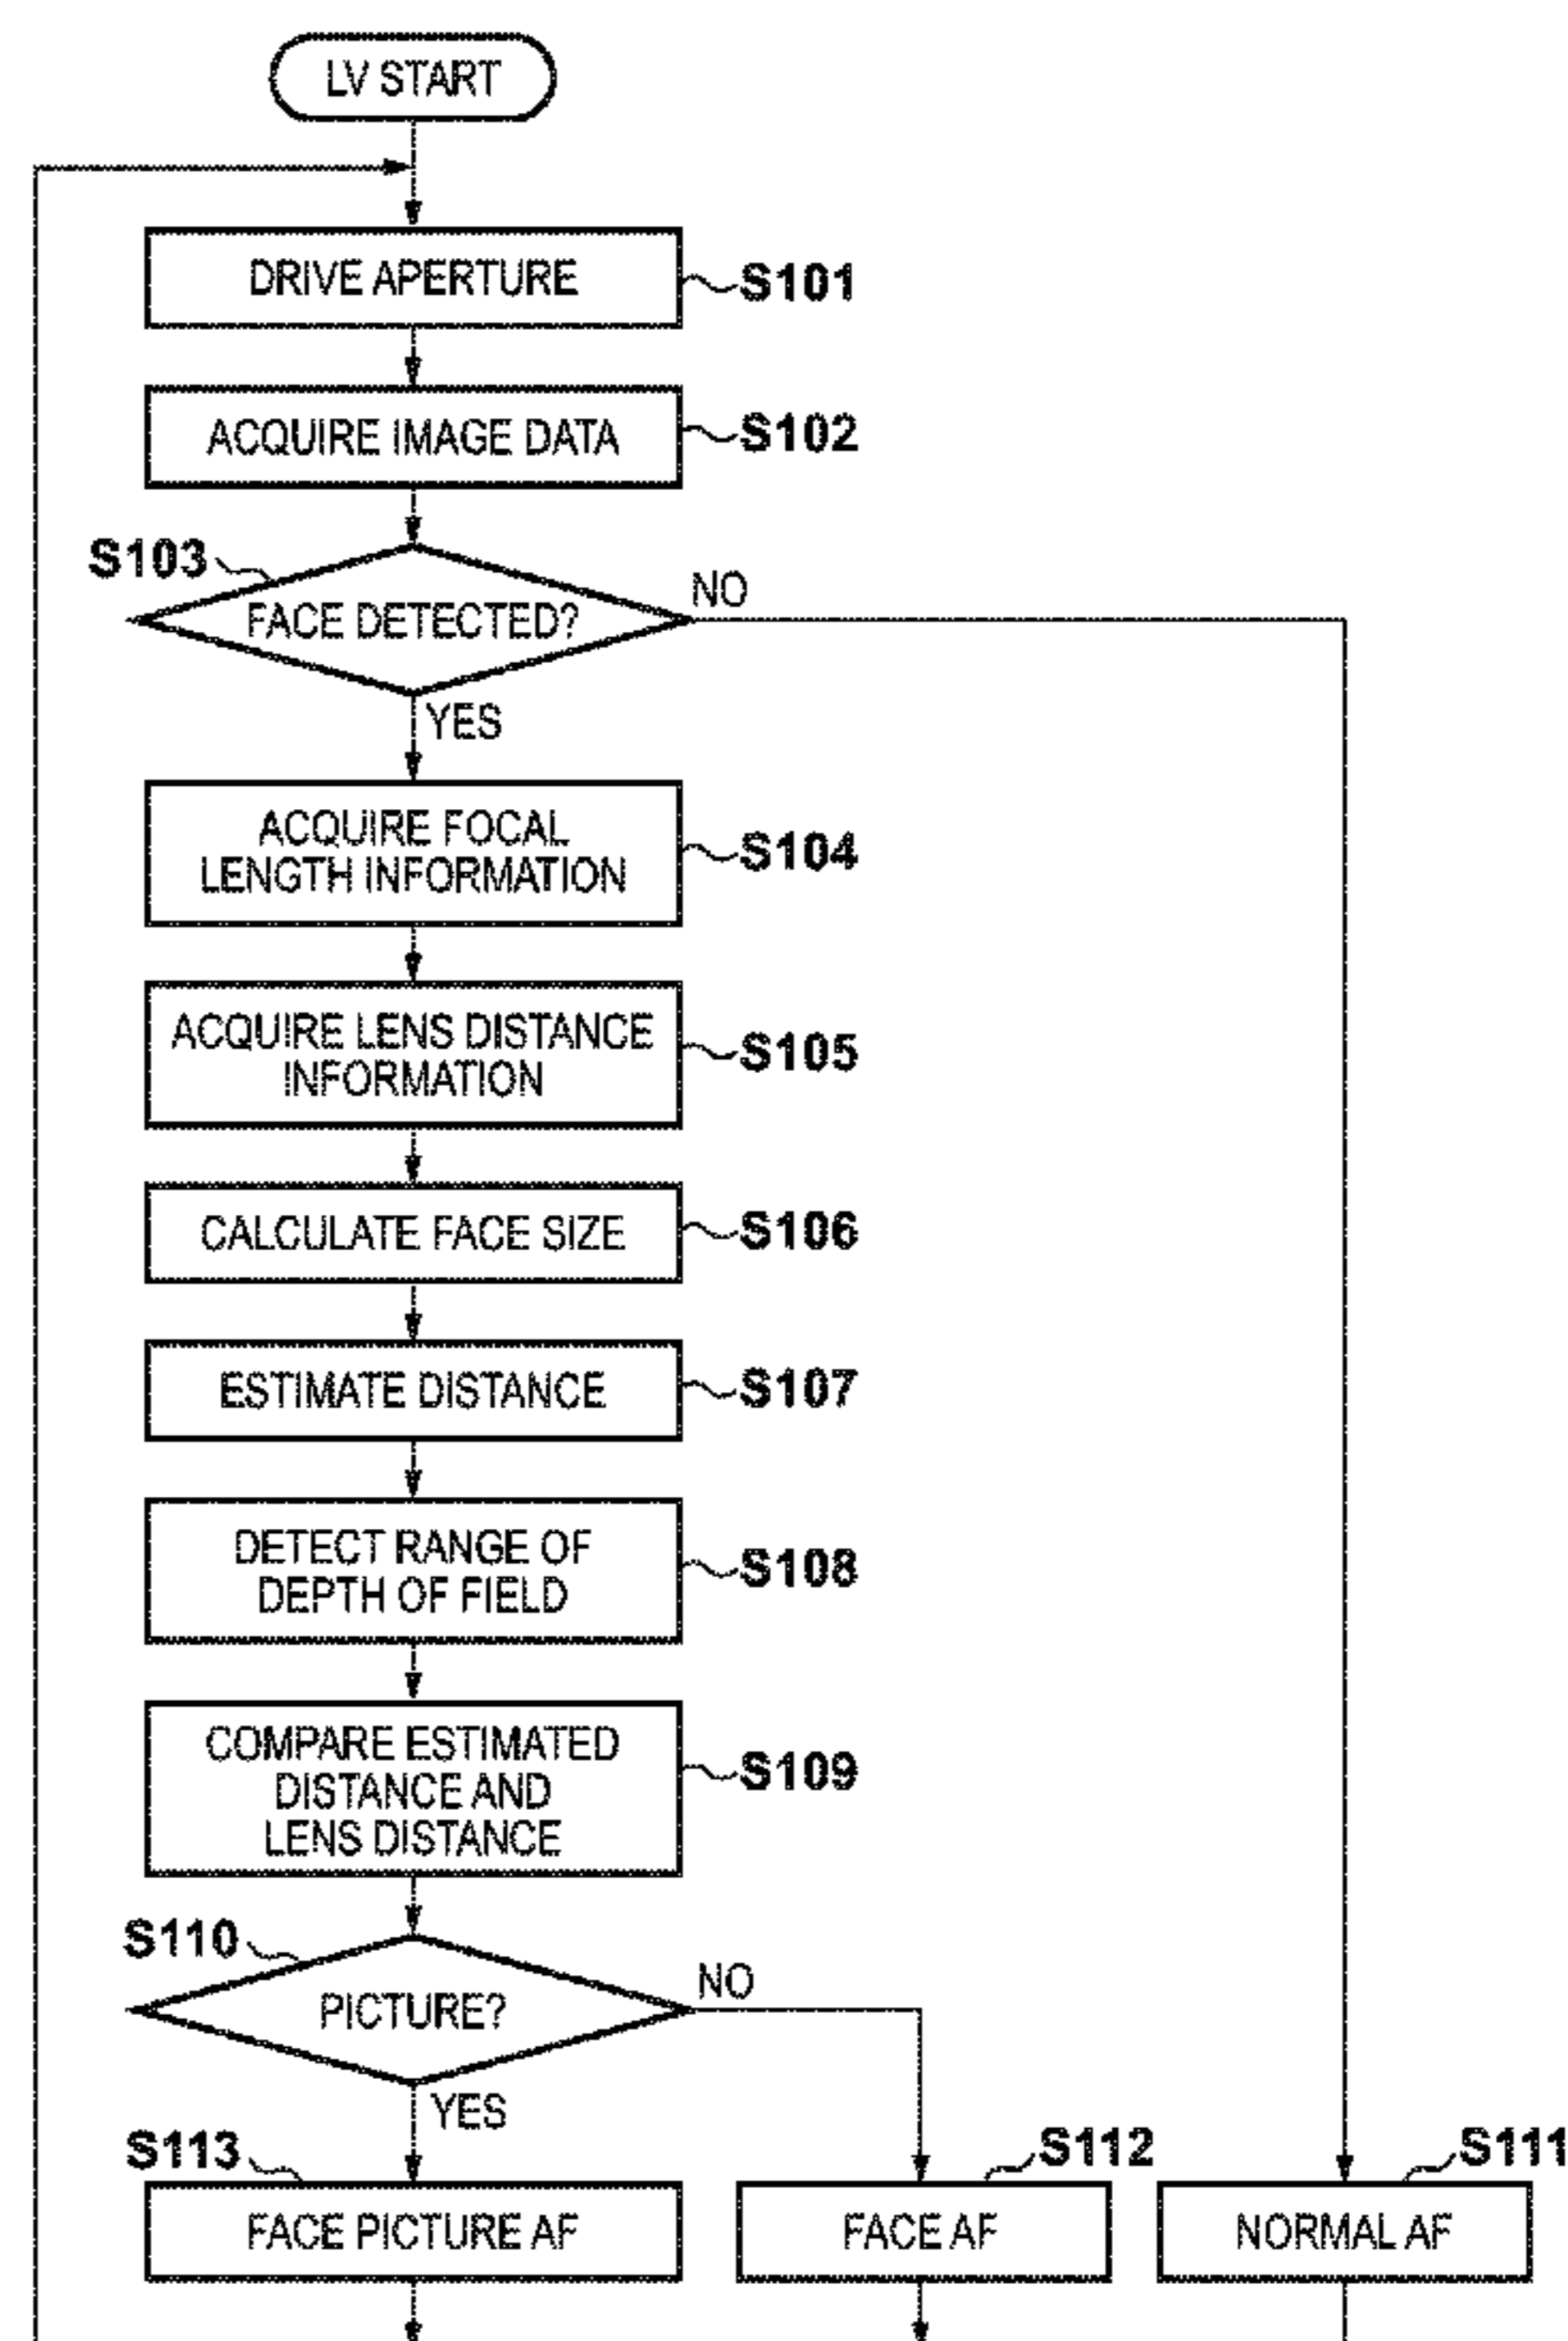 LV START
DRIVE APERTURE
S101
ACQUIRE IMAGE DATA
S102
S103
FACE DETECTED?
NO
YES
ACQUIRE FOCAL
LENGTH INFORMATION
S104
ACQUIRE LENS DISTANCE
INFORMATION
S105
CALCULATE FACE SIZE
S106
ESTIMATE DISTANCE
S107
DETECT RANGE OF
DEPTH OF FIELD
S108
COMPARE ESTIMATED
DISTANCE AND
LENS DISTANCE
S109
S110
PICTURE?
NO
YES
S113
FACE PICTURE AF
S112
FACE AF
S111
NORMAL AF